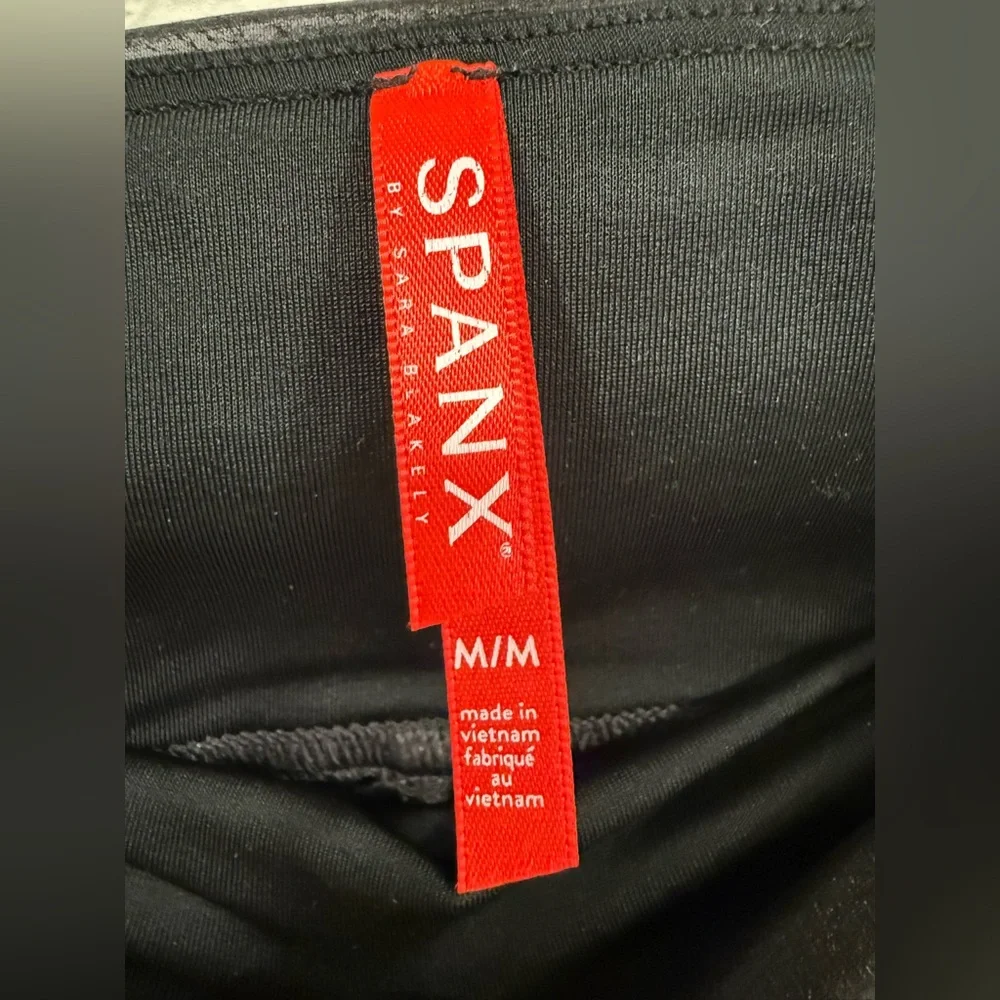 SPANX®
BY SARA BLAKELY
M/M
made in
vietnam
fabriqué
au
vietnam